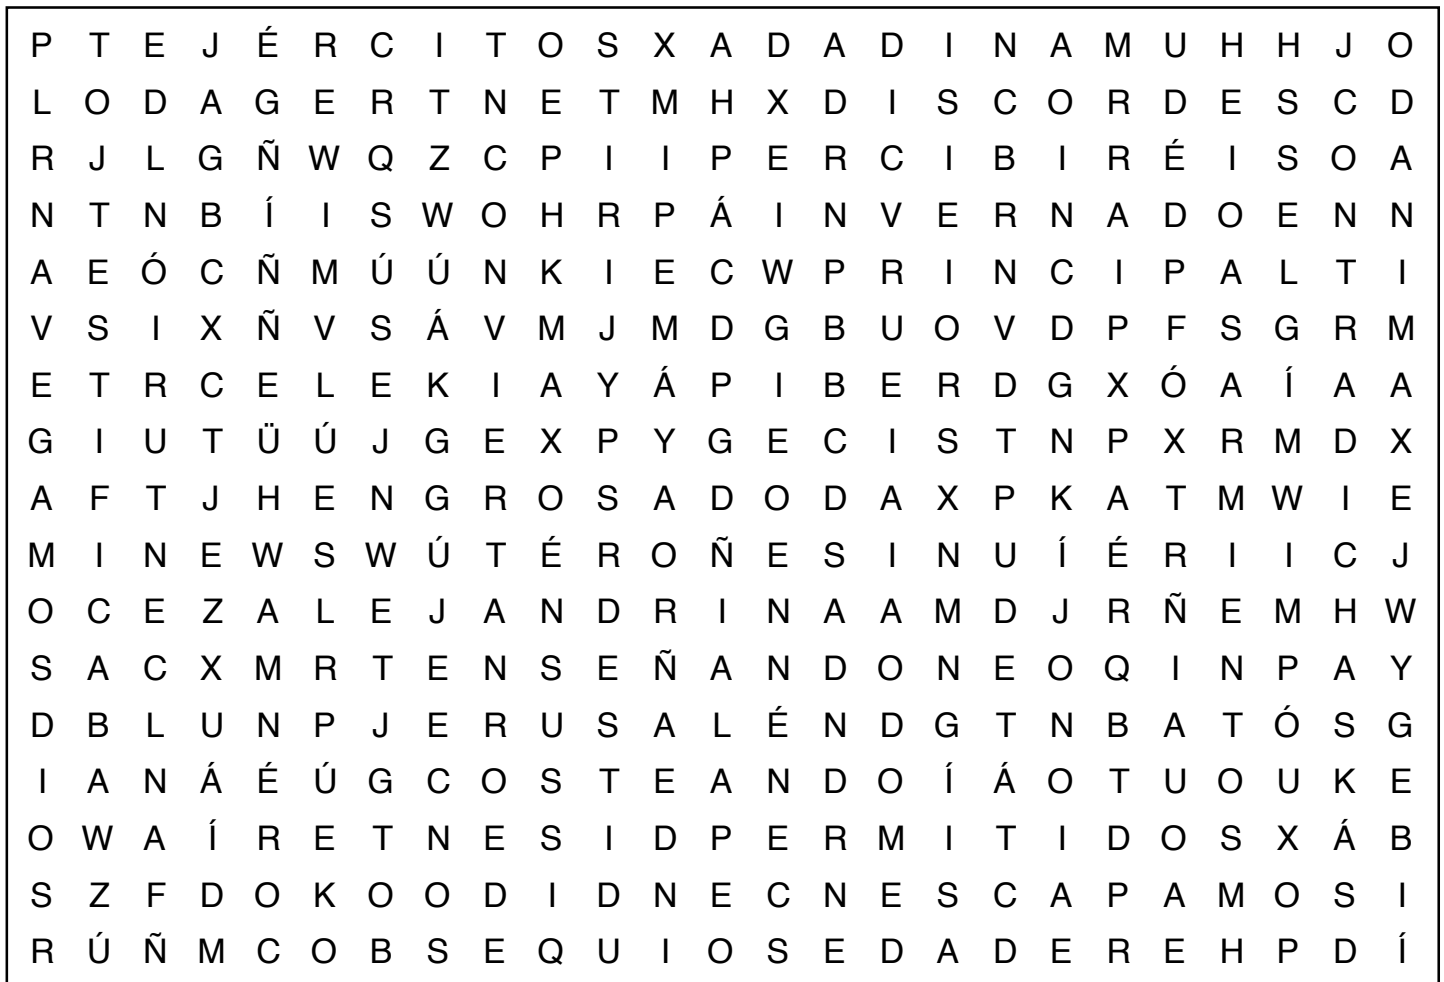 P T E J É R C I T O S X A D A D I N A M U H H J O
L O D A G E R T N E T M H X D I S C O R D E S C D
R J L G Ñ W Q Z C P I I P E R C I B I R É I S O A
N T N B Í I S W O H R P Á I N V E R N A D O E N N
A E Ó C Ñ M Ú Ú N K I E C W P R I N C I P A L T I
V S I X Ñ V S Á V M J M D G B U O V D P F S G R M
E T R C E L E K I A Y Á P I B E R D G X Ó A Í A A
G I U T Ü Ú J G E X P Y G E C I S T N P X R M D X
A F T J H E N G R O S A D O D A X P K A T M W I E
M I N E W S W Ú T É R O Ñ E S I N U Í É R I I C J
O C E Z A L E J A N D R I N A A M D J R Ñ E M H W
S A C X M R T E N S E Ñ A N D O N E O Q I N P A Y
D B L U N P J E R U S A L É N D G T N B A T Ó S G
I A N Á É Ú G C O S T E A N D O Í Á O T U O U K E
O W A Í R E T N E S I D P E R M I T I D O S X Á B
S Z F D O K O O D I D N E C N E S C A P A M O S I
R Ú Ñ M C O B S E Q U I O S E D A D E R E H P D Í